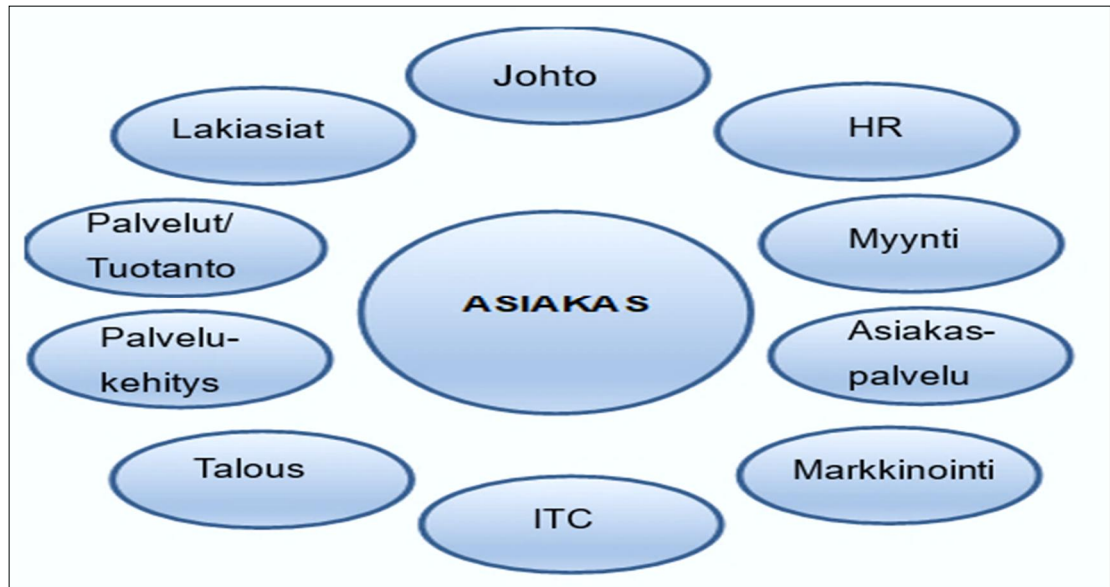 Johto
HR
Lakiasiat
Palvelut/
Tuotanto
Myynti
ASIAKAS
Asiakas-
palvelu
Palvelu-
kehitys
Talous
Markkinointi
ITC